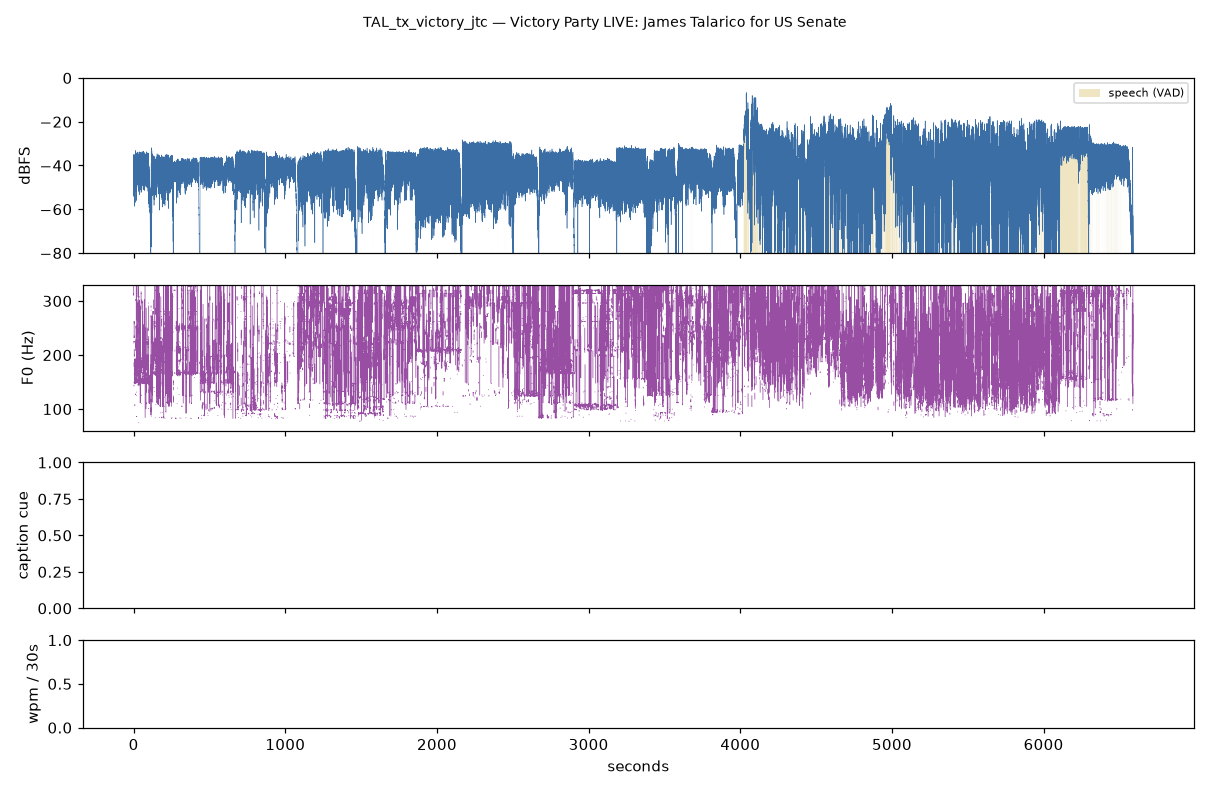 TAL_tx_victory_jtc — Victory Party LIVE: James Talarico for US Senate
0
−20
−40
−60
−80
dBFS
speech (VAD)
300
200
100
F0 (Hz)
1.00
0.75
0.50
0.25
0.00
caption cue
1.0
0.5
0.0
wpm / 30s
0 1000 2000 3000 4000 5000 6000
seconds